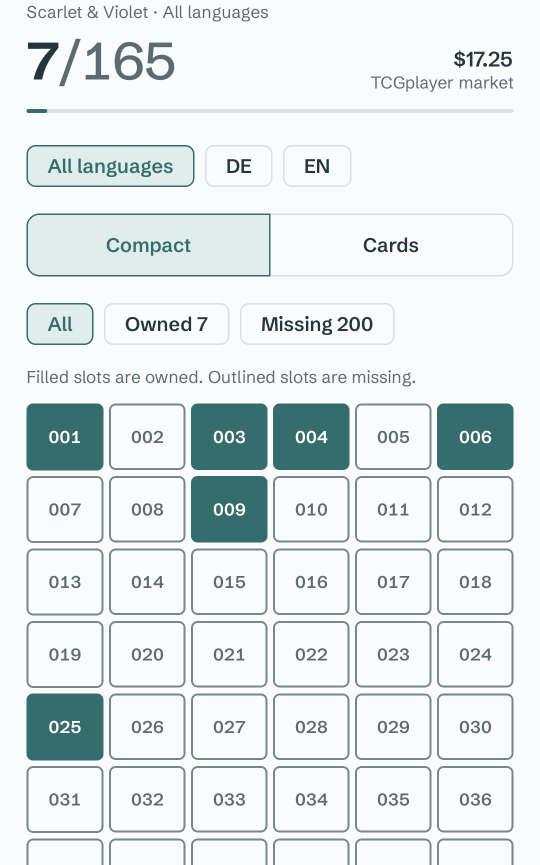 Scarlet & Violet · All languages
7/165
$17.25
TCGplayer market
All languages
DE
EN
Compact
Cards
All
Owned 7
Missing 200
Filled slots are owned. Outlined slots are missing.
001 002 003 004 005 006
007 008 009 010 011 012
013 014 015 016 017 018
019 020 021 022 023 024
025 026 027 028 029 030
031 032 033 034 035 036